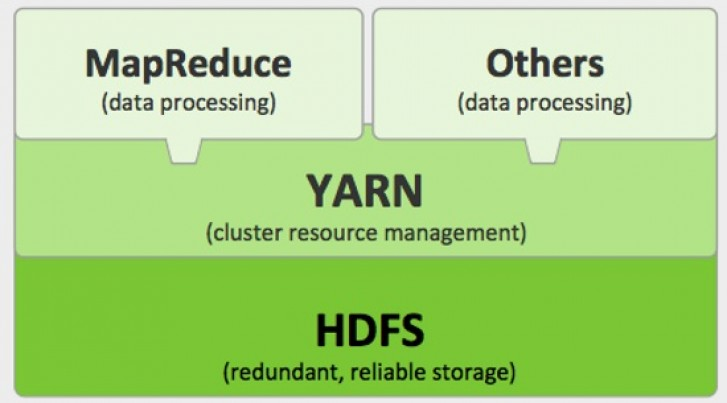 MapReduce
(data processing)
Others
(data processing)
YARN
(cluster resource management)
HDFS
(redundant, reliable storage)